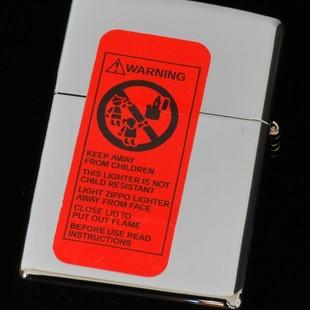 WARNING
KEEP AWAY
FROM CHILDREN
THIS LIGHTER IS NOT
CHILD RESISTANT
LIGHT ZIPPO LIGHTER
AWAY FROM FACE
CLOSE LID TO
PUT OUT FLAME
BEFORE USE READ
INSTRUCTIONS